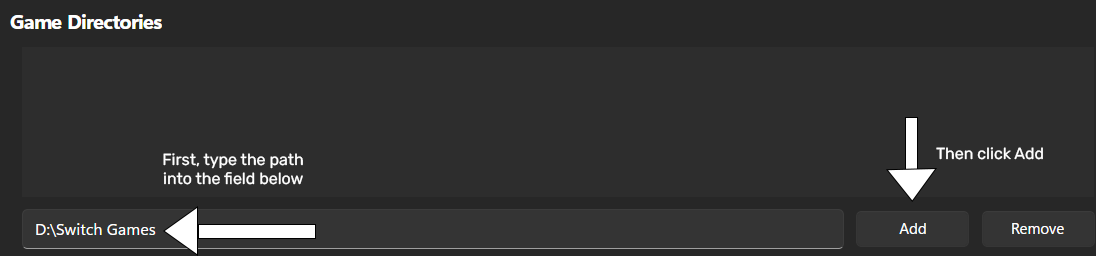 Game Directories
First, type the path
into the field below
Then click Add
D:\Switch Games
Add
Remove